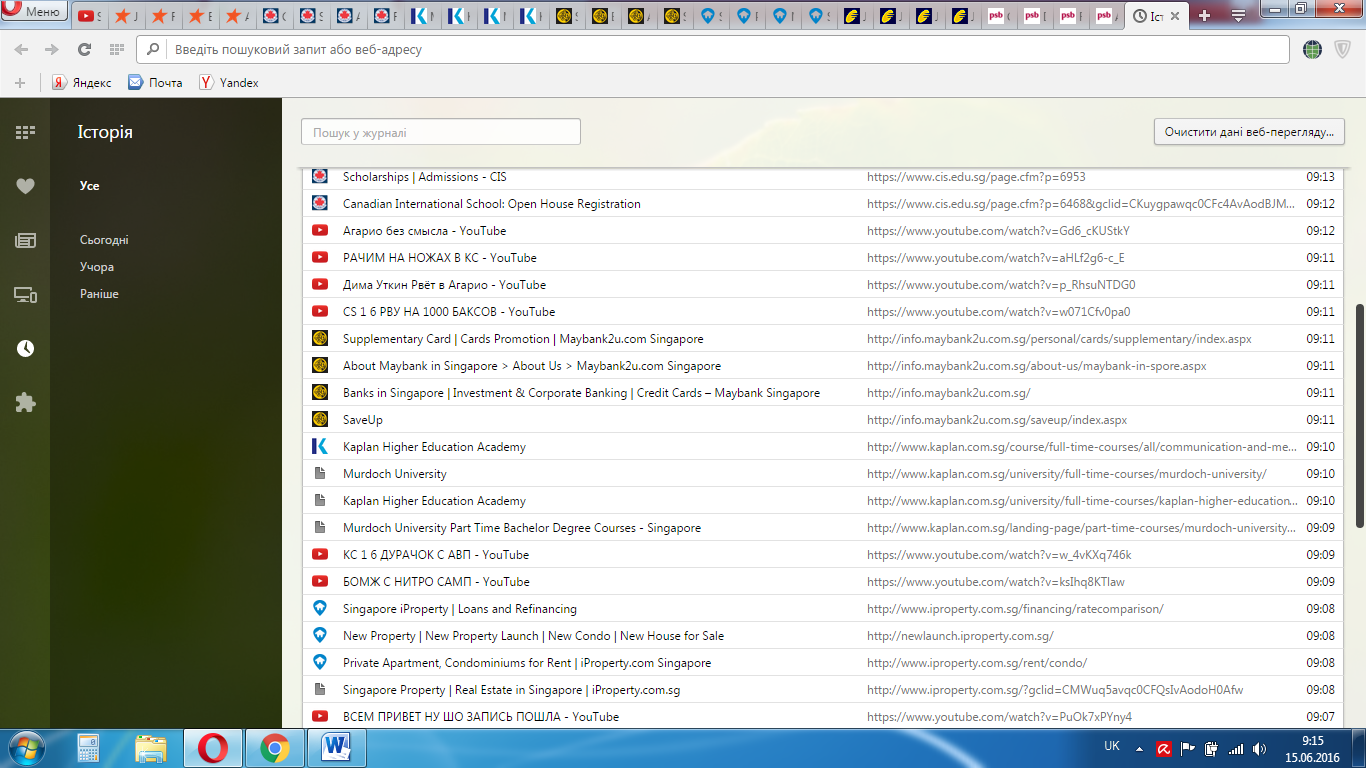 Меню
Іст
Введіть пошуковий запит або веб-адресу
Яндекс Почта Yandex
Історія
Усе
Сьогодні
Учора
Раніше
Пошук у журналі
Очистити дані веб-перегляду...
Scholarships | Admissions - CIS https://www.cis.edu.sg/page.cfm?p=6953 09:13
Canadian International School: Open House Registration https://www.cis.edu.sg/page.cfm?p=6468&gclid=CKuygpawqc0CFc4AvAodBJM... 09:12
Агарио без смысла - YouTube https://www.youtube.com/watch?v=Gd6_cKUStkY 09:12
РАЧИМ НА НОЖАХ В КС - YouTube https://www.youtube.com/watch?v=aHLf2g6-c_E 09:11
Дима Уткин Рвёт в Агарио - YouTube https://www.youtube.com/watch?v=p_RhsuNTDG0 09:11
CS 1 6 РВУ НА 1000 БАКСОВ - YouTube https://www.youtube.com/watch?v=w071Cfv0pa0 09:11
Supplementary Card | Cards Promotion | Maybank2u.com Singapore http://info.maybank2u.com.sg/personal/cards/supplementary/index.aspx 09:11
About Maybank in Singapore > About Us > Maybank2u.com Singapore http://info.maybank2u.com.sg/about-us/maybank-in-spore.aspx 09:11
Banks in Singapore | Investment & Corporate Banking | Credit Cards – Maybank Singapore http://info.maybank2u.com.sg/ 09:11
SaveUp http://info.maybank2u.com.sg/saveup/index.aspx 09:11
Kaplan Higher Education Academy http://www.kaplan.com.sg/course/full-time-courses/all/communication-and-me... 09:10
Murdoch University http://www.kaplan.com.sg/university/full-time-courses/murdoch-university/ 09:10
Kaplan Higher Education Academy http://www.kaplan.com.sg/university/full-time-courses/kaplan-higher-education... 09:10
Murdoch University Part Time Bachelor Degree Courses - Singapore http://www.kaplan.com.sg/landing-page/part-time-courses/murdoch-university... 09:09
КС 1 6 ДУРАЧОК С АВП - YouTube https://www.youtube.com/watch?v=w_4vKXq746k 09:09
БОМЖ С НИТРО САМП - YouTube https://www.youtube.com/watch?v=ksIhq8KTIaw 09:09
Singapore iProperty | Loans and Refinancing http://www.iproperty.com.sg/financing/ratecomparison/ 09:08
New Property | New Property Launch | New Condo | New House for Sale http://newlaunch.iproperty.com.sg/ 09:08
Private Apartment, Condominiums for Rent | iProperty.com Singapore http://www.iproperty.com.sg/rent/condo/ 09:08
Singapore Property | Real Estate in Singapore | iProperty.com.sg http://www.iproperty.com.sg/?gclid=CMWuq5avqc0CFQsIvAodoH0Afw 09:08
ВСЕМ ПРИВЕТ НУ ШО ЗАПИСЬ ПОШЛА - YouTube https://www.youtube.com/watch?v=PuOk7xPYny4 09:07
UK
9:15
15.06.2016